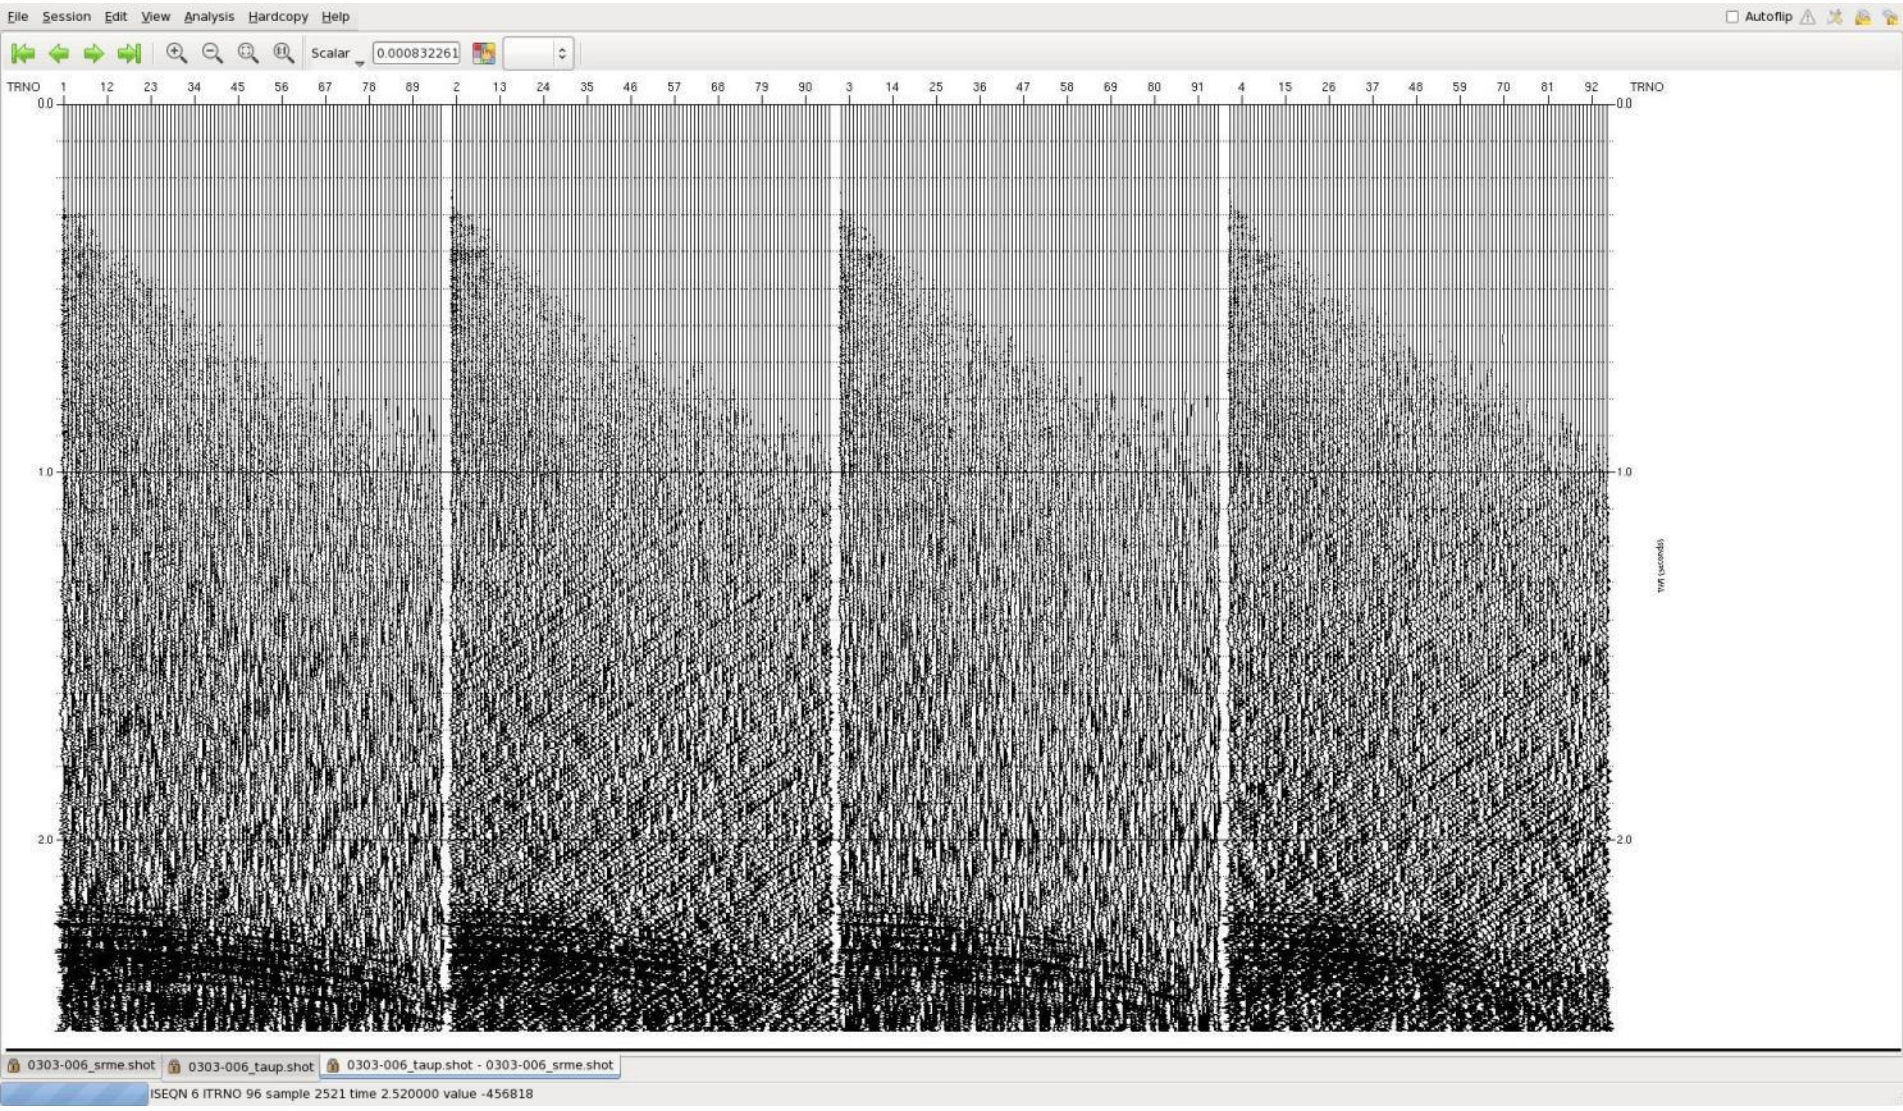 File Session Edit View Analysis Hardcopy Help Autoflip
Scalar 0.000832261
TRNO 1 12 23 34 45 56 67 78 89 2 13 24 35 46 57 68 79 90 3 14 25 36 47 58 69 80 91 4 15 26 37 48 59 70 81 92 TRNO
0.0 0.0
1.0 1.0
2.0 2.0
0303-006_srme.shot 0303-006_taup.shot 0303-006_taup.shot - 0303-006_srme.shot
ISEQN 6 ITRNO 96 sample 2521 time 2.520000 value -456818